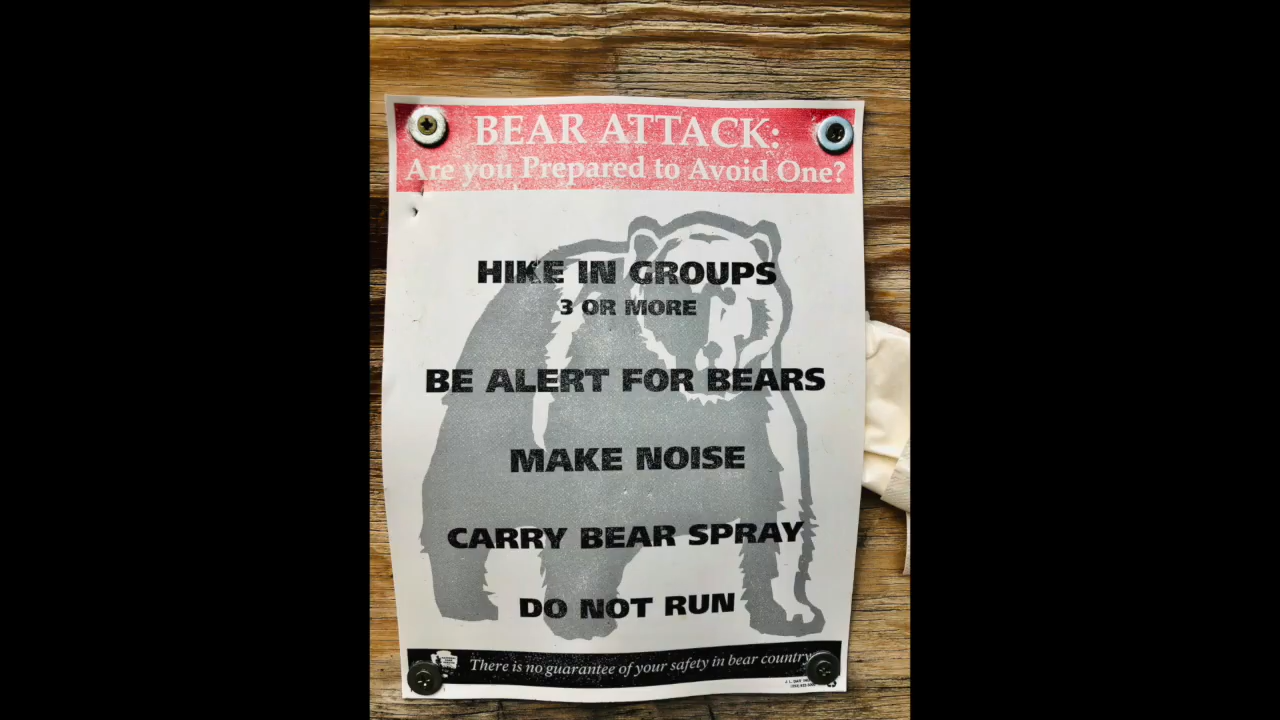 BEAR ATTACK:
Are you Prepared to Avoid One?
HIKE IN GROUPS
3 OR MORE
BE ALERT FOR BEARS
MAKE NOISE
CARRY BEAR SPRAY
DO NOT RUN
There is no guarantee of your safety in bear country